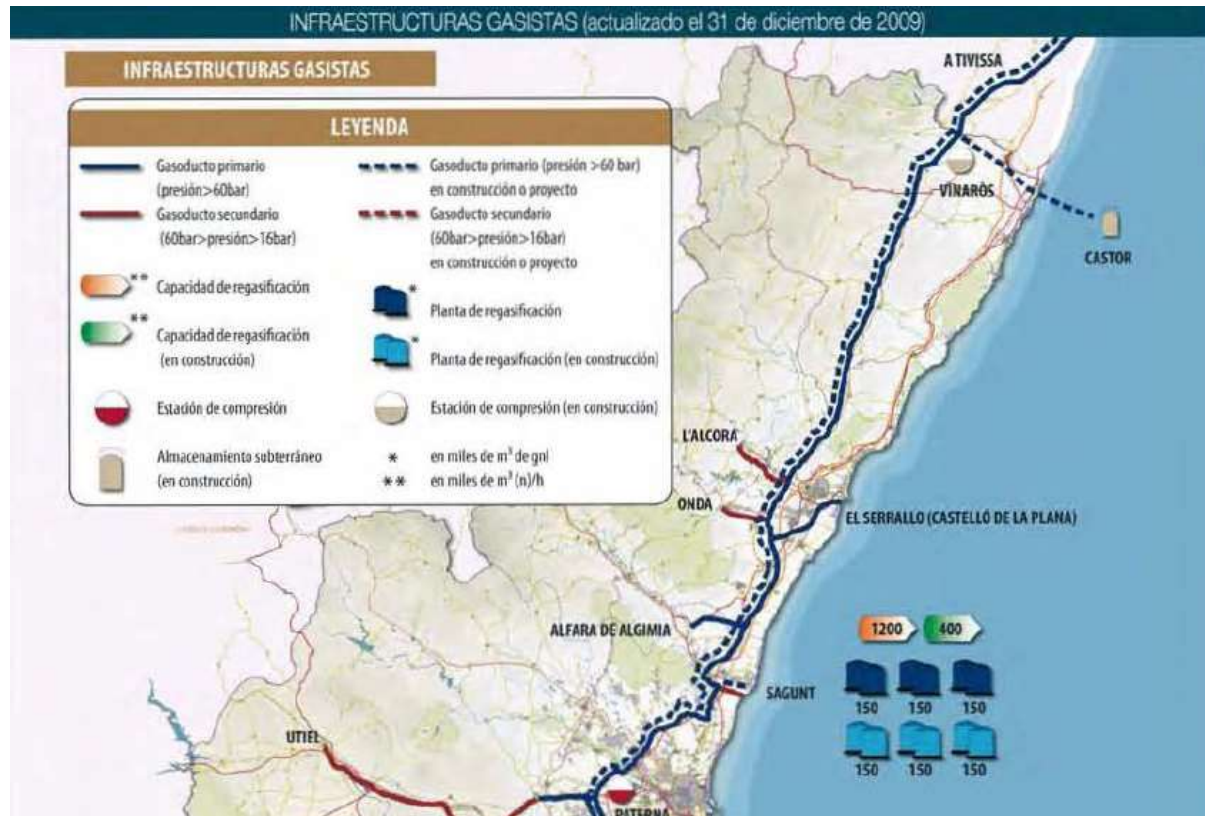 INFRAESTRUCTURAS GASISTAS (actualizado el 31 de diciembre de 2009)
INFRAESTRUCTURAS GASISTAS
LEYENDA
Gasoducto primario
(presión>60bar)
Gasoducto secundario
(60bar>presión>16bar)
** Capacidad de regasificación
** Capacidad de regasificación
(en construcción)
Estación de compresión
Almacenamiento subterráneo
(en construcción)
Gasoducto primario (presión >60 bar)
en construcción o proyecto
Gasoducto secundario
(60bar>presión>16bar)
en construcción o proyecto
* Planta de regasificación
* Planta de regasificación (en construcción)
Estación de compresión (en construcción)
* en miles de m³ de gnl
** en miles de m³ (n)/h
A TIVISSA
VINARÒS
CASTOR
L'ALCORA
ONDA
EL SERRALLO (CASTELLÓ DE LA PLANA)
ALFARA DE ALGIMIA
1200 400
SAGUNT
150 150 150
150 150 150
UTIEL
PATERNA